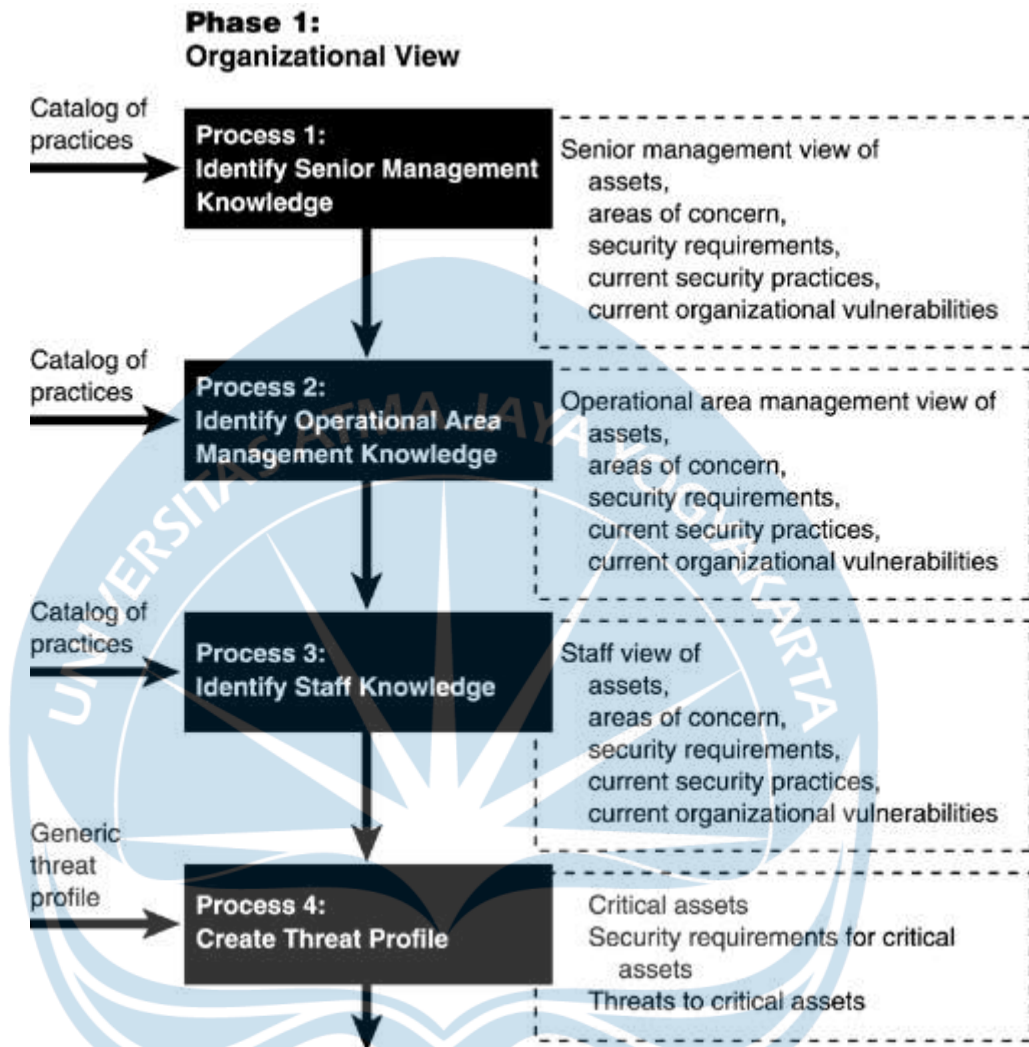 Phase 1:
Organizational View
Catalog of
practices
Process 1:
Identify Senior Management
Knowledge
Senior management view of
assets,
areas of concern,
security requirements,
current security practices,
current organizational vulnerabilities
Catalog of
practices
Process 2:
Identify Operational Area
Management Knowledge
Operational area management view of
assets,
areas of concern,
security requirements,
current security practices,
current organizational vulnerabilities
Catalog of
practices
Process 3:
Identify Staff Knowledge
Staff view of
assets,
areas of concern,
security requirements,
current security practices,
current organizational vulnerabilities
Generic
threat
profile
Process 4:
Create Threat Profile
Critical assets
Security requirements for critical
assets
Threats to critical assets
UNIVERSITAS ATMA JAYA YOGYAKARTA